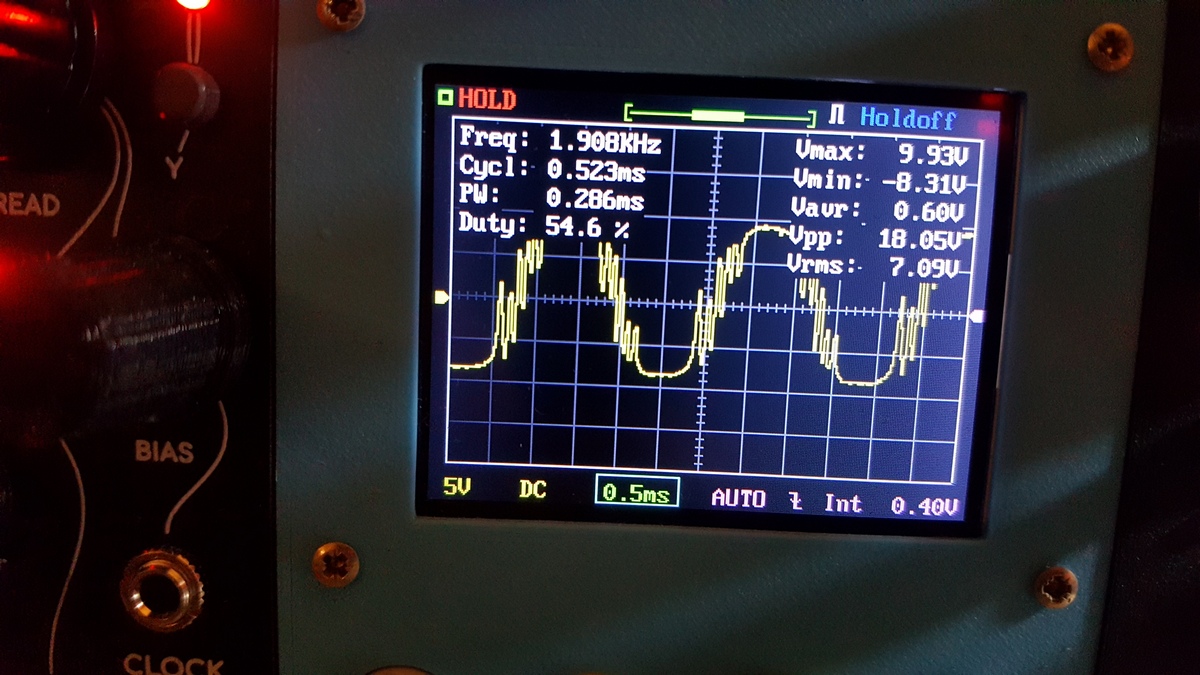 HOLD
Holdoff
Freq: 1.908KHz
Cycl: 0.523ms
PW: 0.286ms
Duty: 54.6 %
Vmax: 9.93V
Vmin: -8.31V
Vavr: 0.60V
Vpp: 18.05V
Vrms: 7.09V
5V DC 0.5ms AUTO Int 0.40V
READ
Y
BIAS
CLOCK